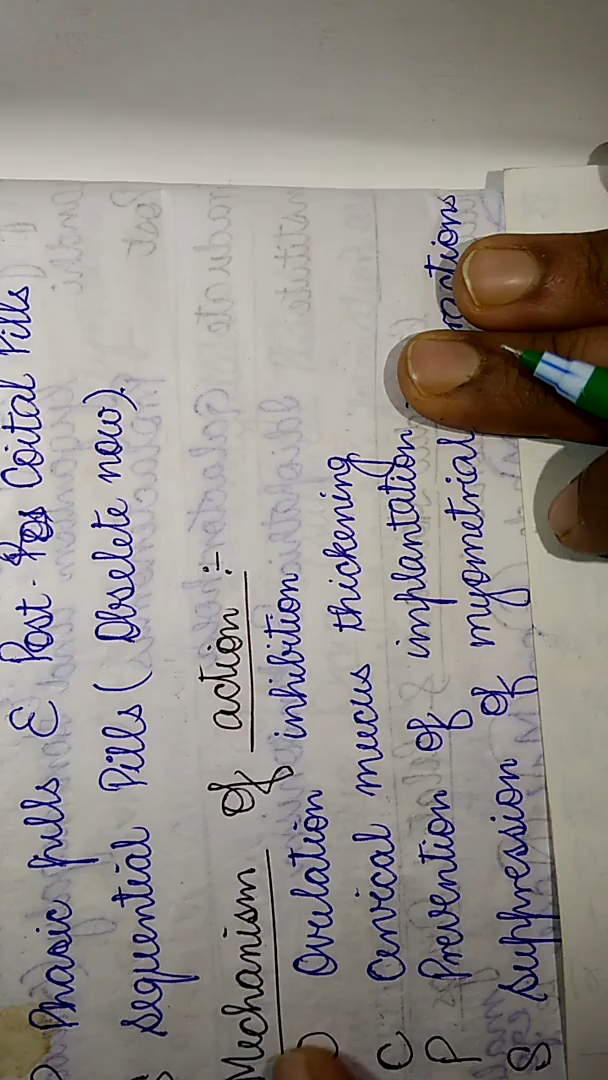 Phasic pills & Post-Coital Pills
Sequential Pills (Obselete now).
Mechanism of action :-
Ovulation inhibition
C Cervical mucus thickening
P Prevention of implantation
S Suppression of myometrial